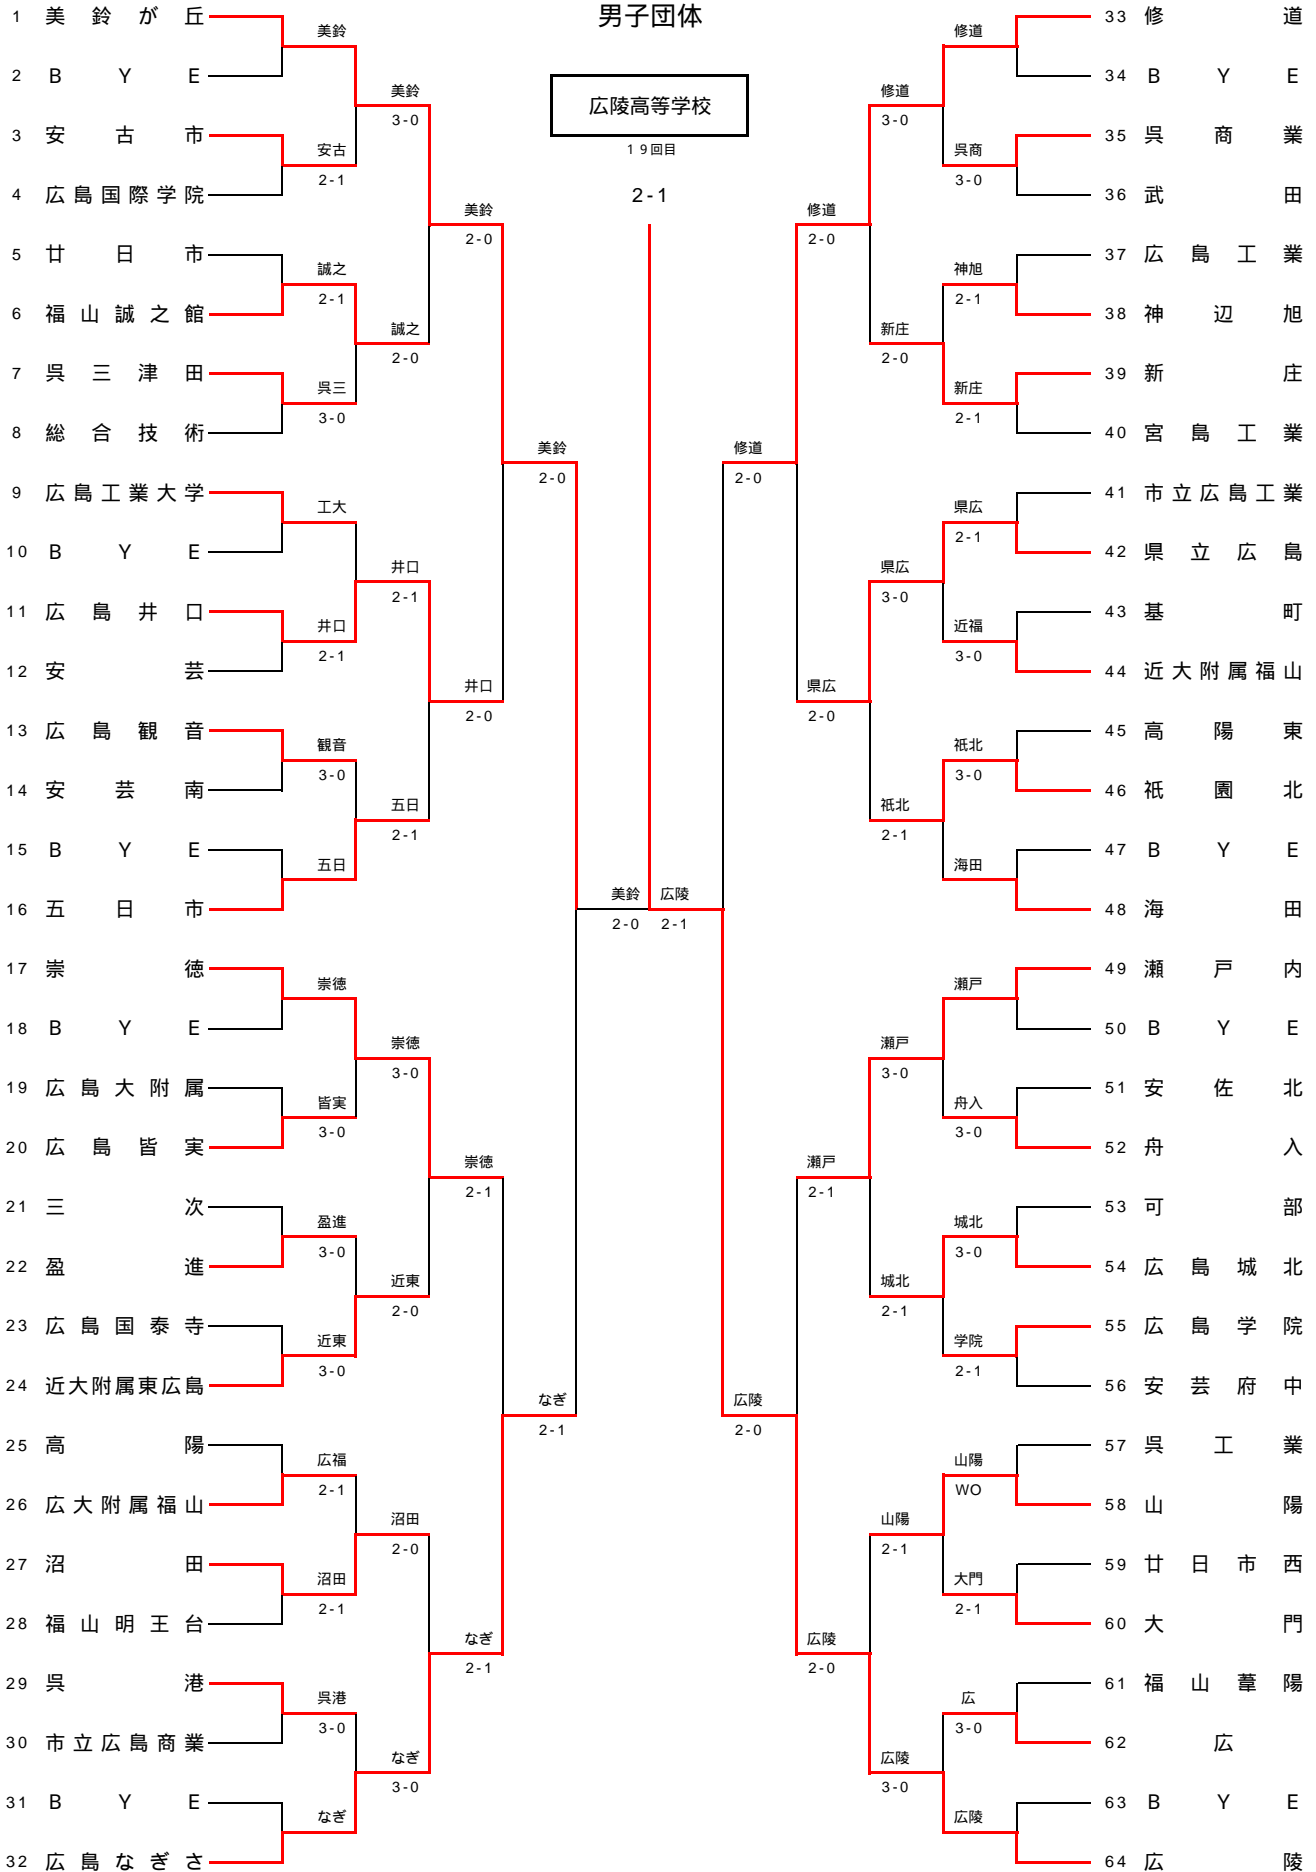 男子団体
広陵高等学校
19回目
2-1
1 美鈴が丘
2 BYE
3 安古市
4 広島国際学院
5 廿日市
6 福山誠之館
7 呉三津田
8 総合技術
9 広島工業大学
10 BYE
11 広島井口
12 安芸
13 広島観音
14 安芸南
15 BYE
16 五日市
17 崇徳
18 BYE
19 広島大附属
20 広島皆実
21 三次
22 盈進
23 広島国泰寺
24 近大附属東広島
25 高陽
26 広大附属福山
27 沼田
28 福山明王台
29 呉港
30 市立広島商業
31 BYE
32 広島なぎさ
美鈴
安古
2-1
誠之
2-1
呉三
3-0
工大
井口
2-1
観音
3-0
五日
崇徳
皆実
3-0
盈進
3-0
近東
3-0
広福
2-1
沼田
2-1
呉港
3-0
なぎ
美鈴
3-0
誠之
2-0
井口
2-1
五日
2-1
崇徳
3-0
近東
2-0
沼田
2-0
なぎ
3-0
美鈴
2-0
井口
2-0
崇徳
2-1
なぎ
2-1
美鈴
2-0
なぎ
2-1
美鈴
2-0
広陵
2-1
修道
2-0
広陵
2-0
修道
2-0
県広
2-0
瀬戸
2-1
広陵
2-0
修道
3-0
新庄
2-0
県広
3-0
祇北
2-1
瀬戸
3-0
城北
2-1
山陽
2-1
広陵
3-0
修道
呉商
3-0
神旭
2-1
新庄
2-1
県広
2-1
近福
3-0
祇北
3-0
海田
瀬戸
舟入
3-0
城北
3-0
学院
2-1
山陽
WO
大門
2-1
広
3-0
広陵
33 修道
34 BYE
35 呉商業
36 武田
37 広島工業
38 神辺旭
39 新庄
40 宮島工業
41 市立広島工業
42 県立広島
43 基町
44 近大附属福山
45 高陽東
46 祇園北
47 BYE
48 海田
49 瀬戸内
50 BYE
51 安佐北
52 舟入
53 可部
54 広島城北
55 広島学院
56 安芸府中
57 呉工業
58 山陽
59 廿日市西
60 大門
61 福山葦陽
62 広
63 BYE
64 広陵